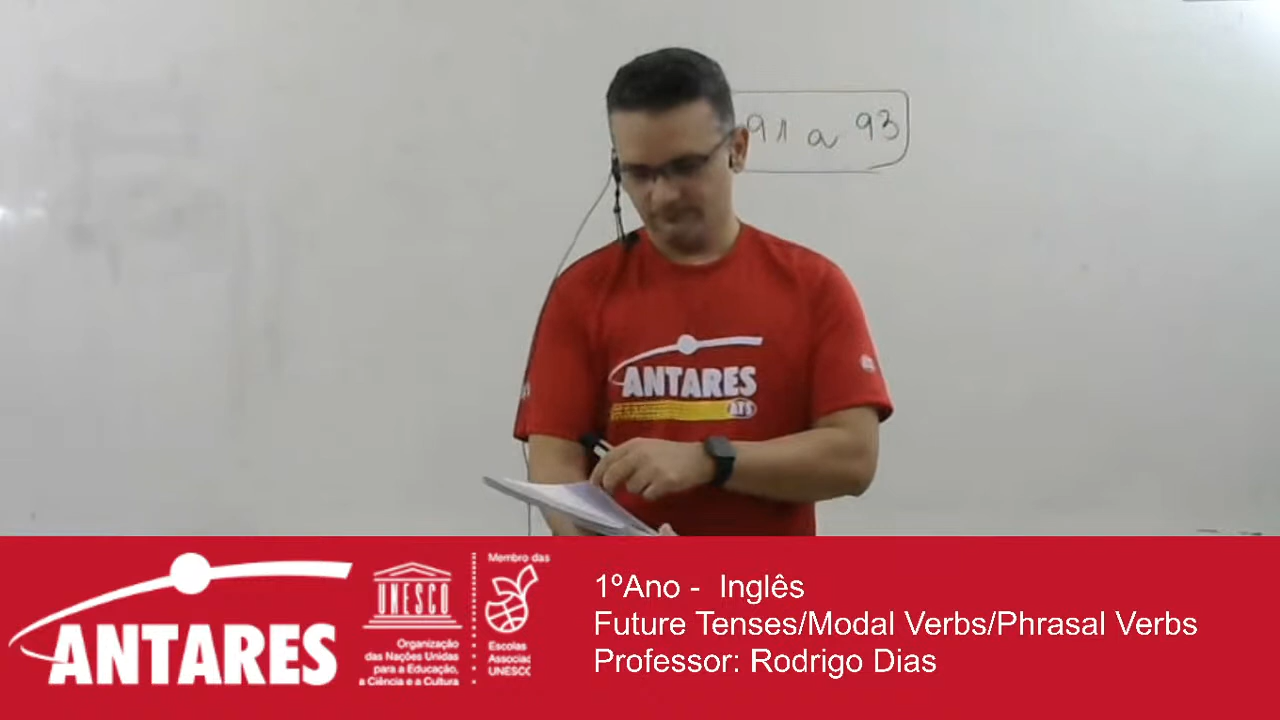 91 a 93
ANTARES
ANTARES
UNESCO
Organização
das Nações Unidas
para a Educação,
a Ciência e a Cultura
Membro das
Escolas
Associad
UNESCO
1ºAno - Inglês
Future Tenses/Modal Verbs/Phrasal Verbs
Professor: Rodrigo Dias